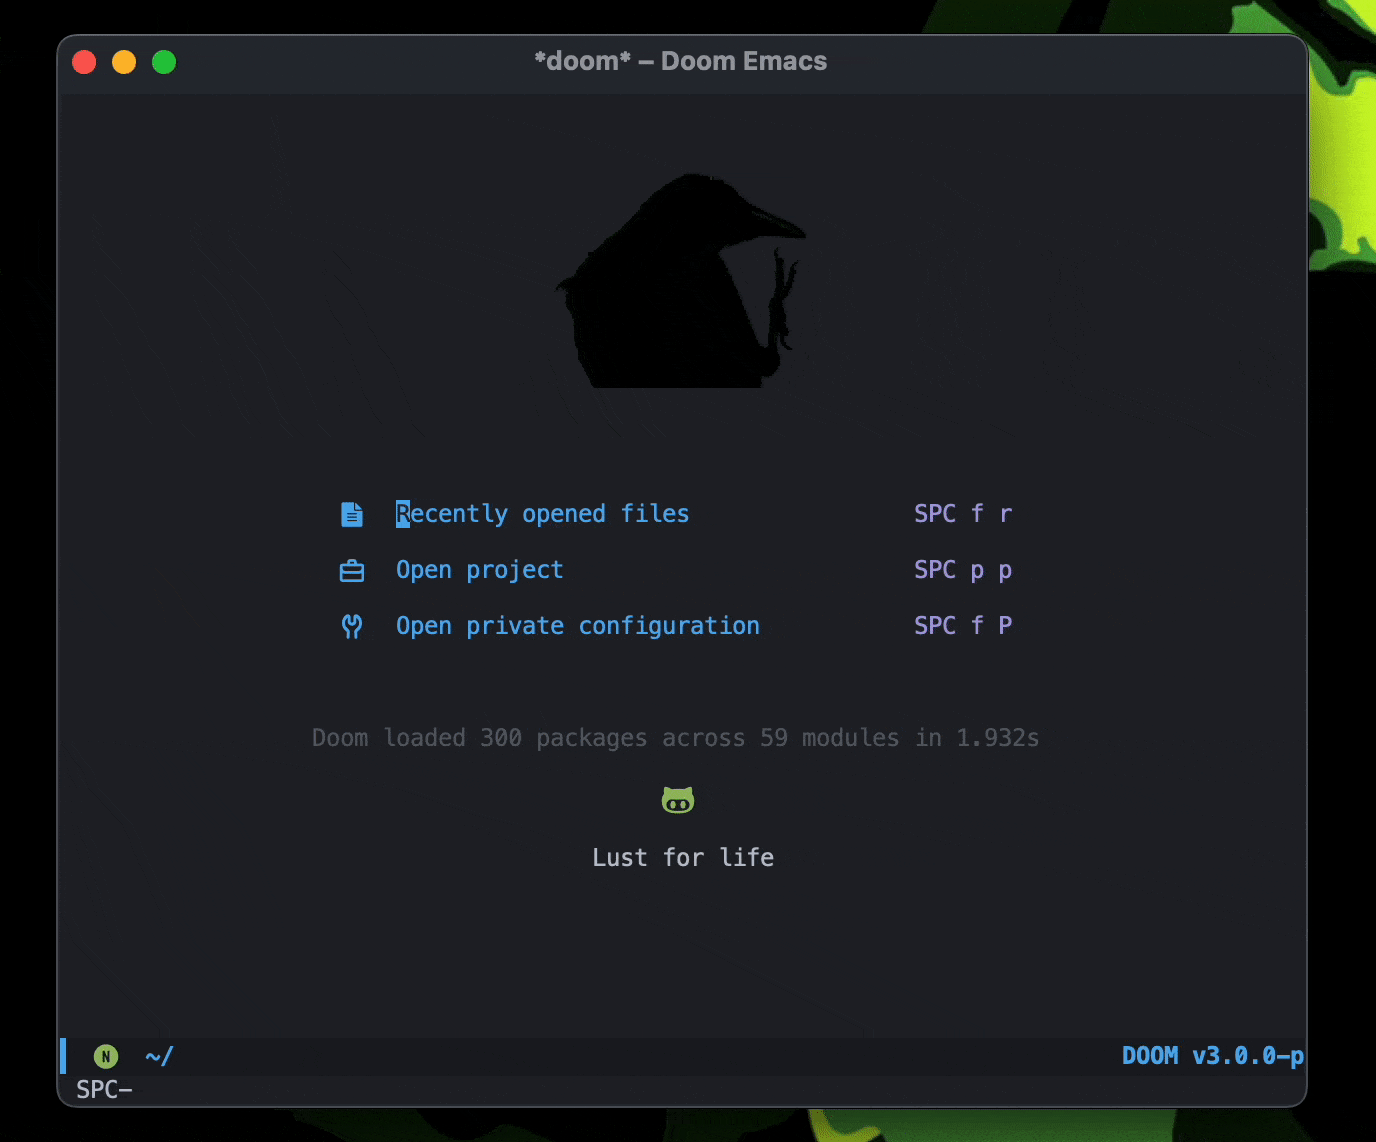 *doom* – Doom Emacs
Recently opened files SPC f r
Open project SPC p p
Open private configuration SPC f P
Doom loaded 300 packages across 59 modules in 1.932s
Lust for life
N ~/ DOOM v3.0.0-p
SPC-